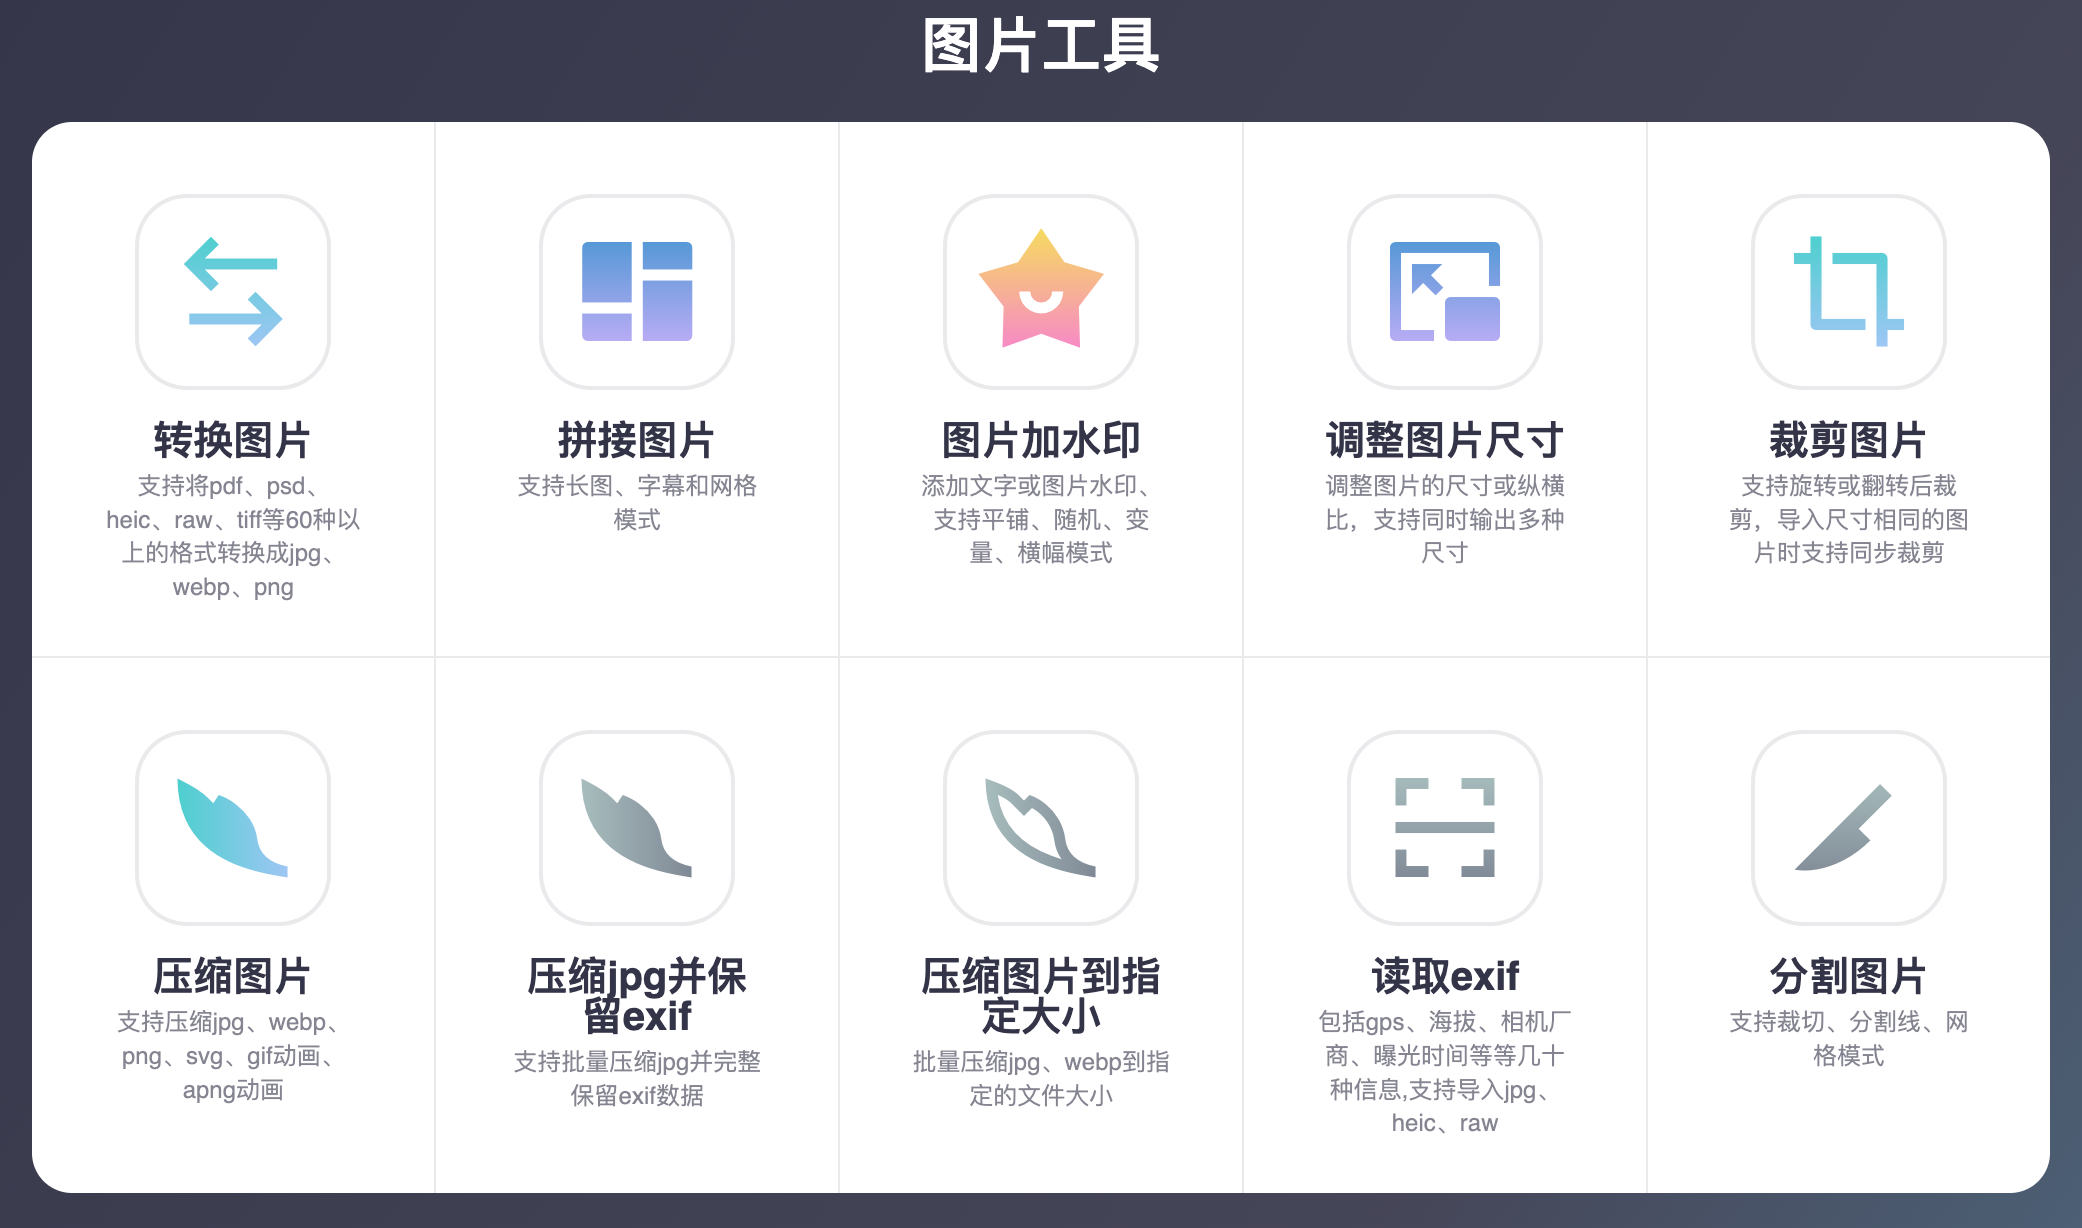 图片工具
转换图片
支持将pdf、psd、
heic、raw、tiff等60种以
上的格式转换成jpg、
webp、png
拼接图片
支持长图、字幕和网格
模式
图片加水印
添加文字或图片水印、
支持平铺、随机、变
量、横幅模式
调整图片尺寸
调整图片的尺寸或纵横
比，支持同时输出多种
尺寸
裁剪图片
支持旋转或翻转后裁
剪，导入尺寸相同的图
片时支持同步裁剪
压缩图片
支持压缩jpg、webp、
png、svg、gif动画、
apng动画
压缩jpg并保
留exif
支持批量压缩jpg并完整
保留exif数据
压缩图片到指
定大小
批量压缩jpg、webp到指
定的文件大小
读取exif
包括gps、海拔、相机厂
商、曝光时间等等几十
种信息,支持导入jpg、
heic、raw
分割图片
支持裁切、分割线、网
格模式